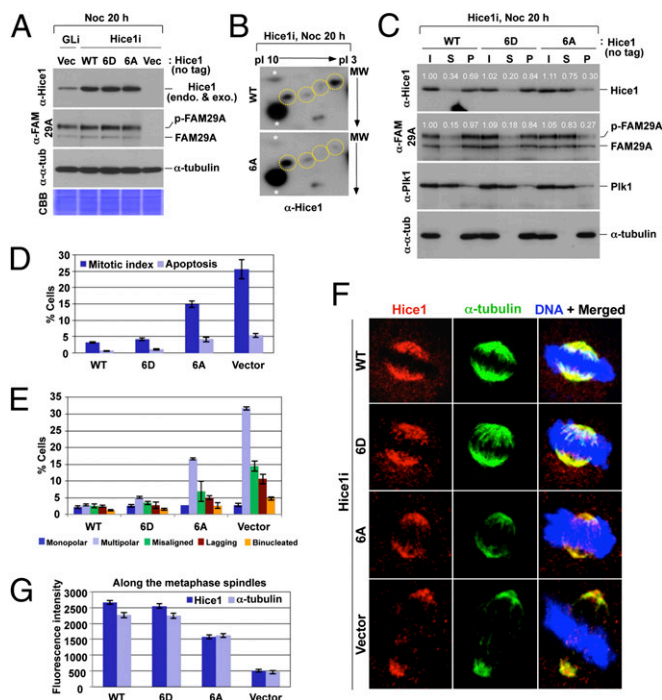 A
Noc 20 h
GLi Hice1i
Vec WT 6D 6A Vec : Hice1 (no tag)
α-Hice1
Hice1
(endo. & exo.)
α-FAM 29A
p-FAM29A
FAM29A
α-α-tub
α-tubulin
CBB
B
Hice1i, Noc 20 h
pI 10 pI 3
MW
WT
MW
6A
α-Hice1
C
Hice1i, Noc 20 h
WT 6D 6A : Hice1 (no tag)
I S P I S P I S P
α-Hice1
1.00 0.34 0.69 1.02 0.20 0.84 1.11 0.75 0.30
Hice1
α-FAM 29A
1.00 0.15 0.97 1.09 0.18 0.84 1.05 0.83 0.27
p-FAM29A
FAM29A
α-Plk1
Plk1
α-α-tub
α-tubulin
D
% Cells
30
25
20
15
10
5
0
Mitotic index Apoptosis
WT 6D 6A Vector
E
% Cells
35
30
25
20
15
10
5
0
WT 6D 6A Vector
Monopolar Multipolar Misaligned Lagging Binucleated
G
Along the metaphase spindles
Fluorescence intensity
3000
2500
2000
1500
1000
500
0
Hice1 α-tubulin
WT 6D 6A Vector
F
Hice1 α-tubulin DNA + Merged
Hice1i
WT
6D
6A
Vector